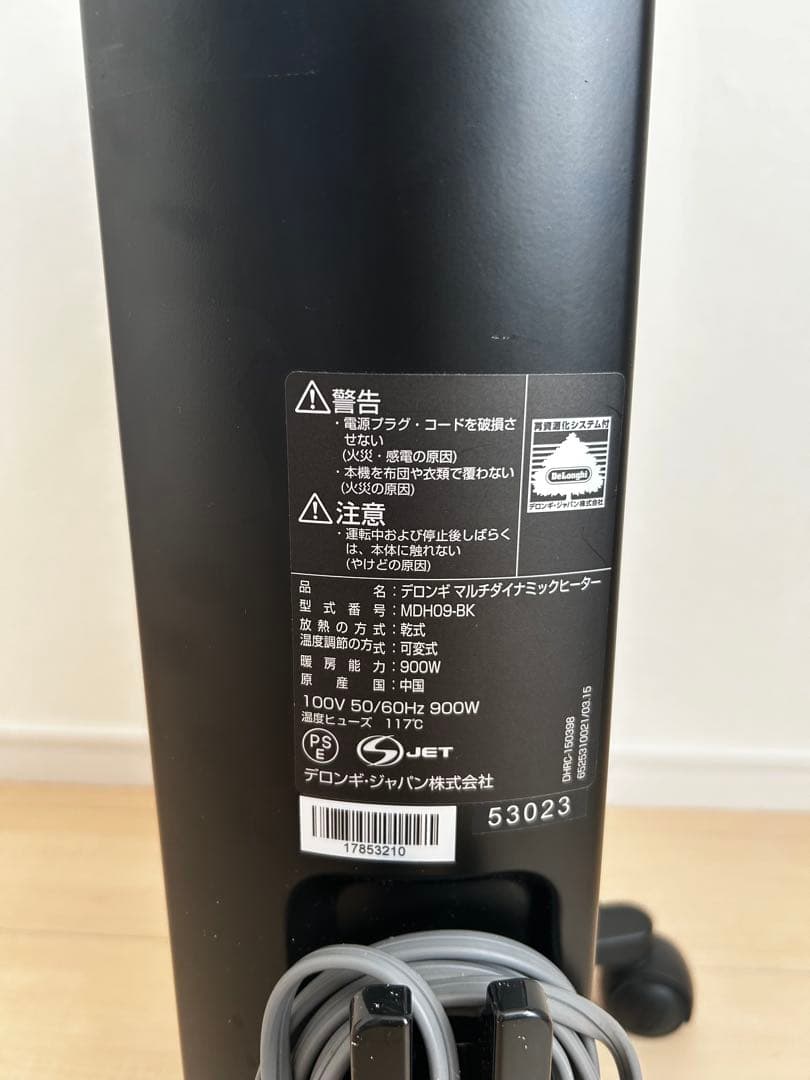 警告
・電源プラグ・コードを破損さ
せない
(火災・感電の原因)
・本機を布団や衣類で覆わない
(火災の原因)
注意
・運転中および停止後しばらく
は、本体に触れない
(やけどの原因)
再資源化システム付
DeLonghi
デロンギ・ジャパン株式会社
品名：デロンギ マルチダイナミックヒーター
型式番号：MDH09-BK
放熱の方式：乾式
温度調節の方式：可変式
暖房能力：900W
原産国：中国
100V 50/60Hz 900W
温度ヒューズ 117℃
PSE
S JET
デロンギ・ジャパン株式会社
DHRC-150398
6525310021/03.15
17853210
53023